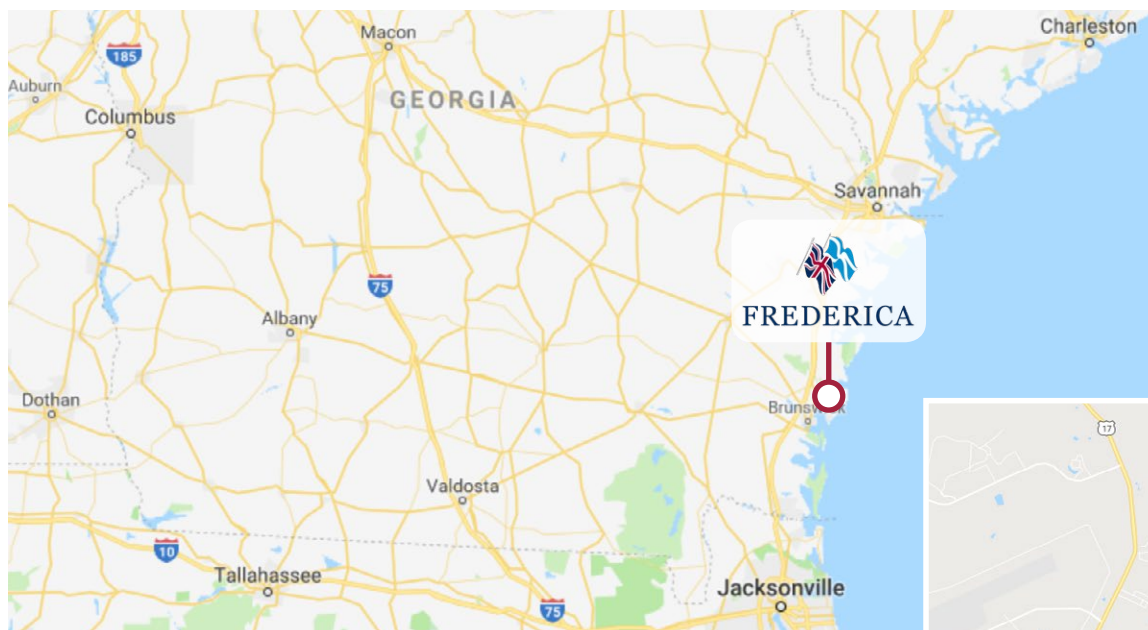 Charleston
Macon
185
Auburn
GEORGIA
Columbus
Savannah
75
FREDERICA
Albany
Dothan
Brunswick
17
Valdosta
10
Tallahassee
Jacksonville
75